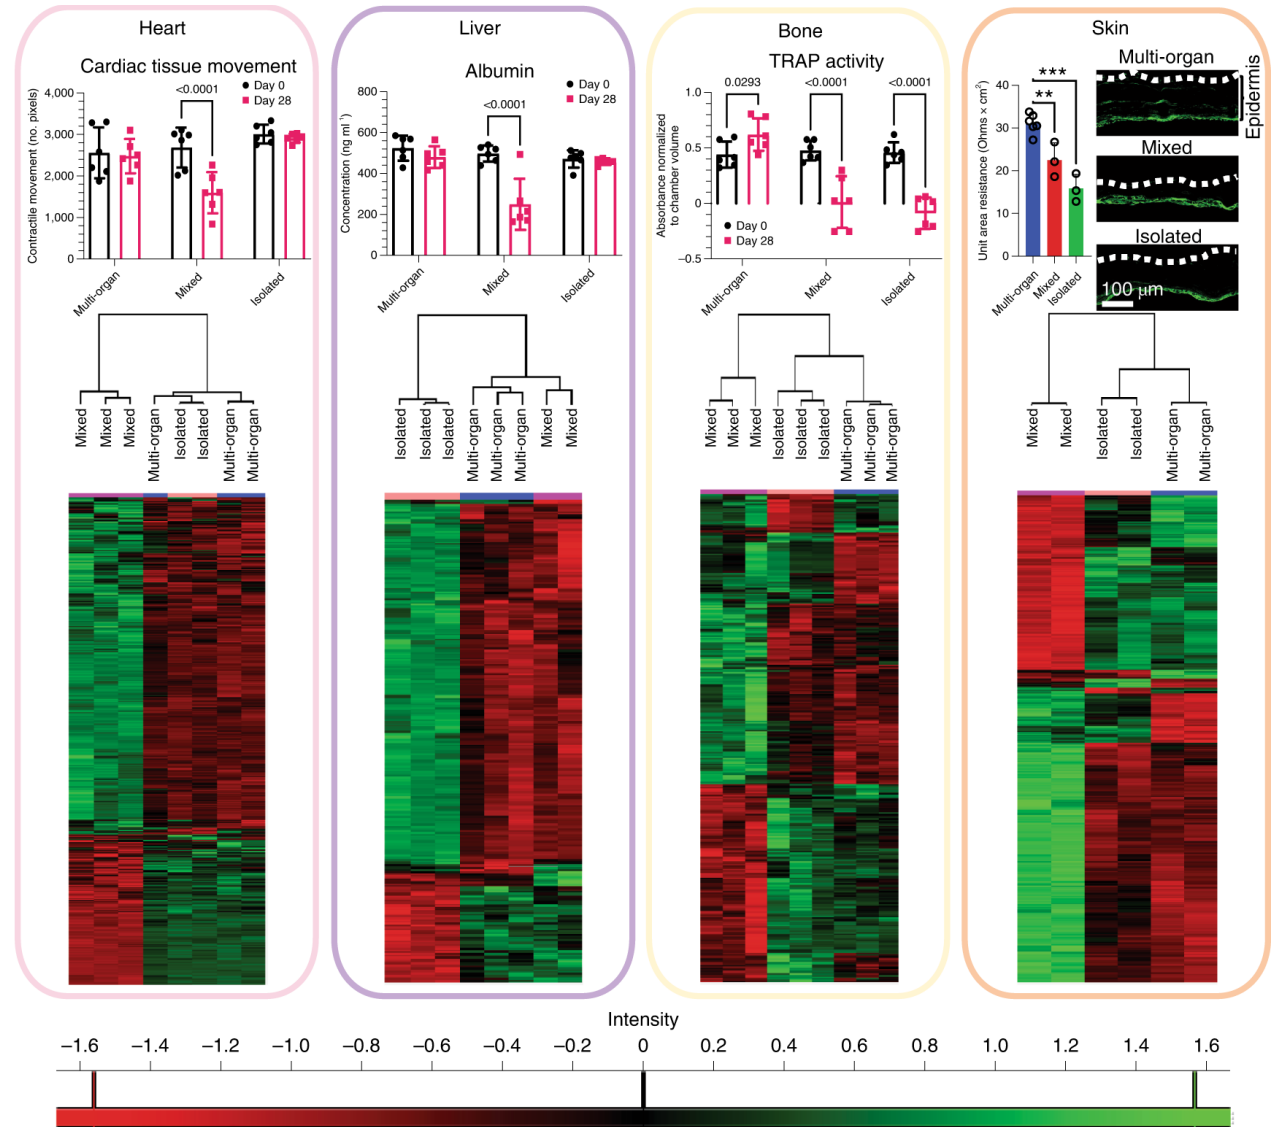 Heart
Cardiac tissue movement
Contractile movement (no. pixels)
4,000
3,000
2,000
1,000
0
<0.0001
Day 0
Day 28
Multi-organ
Mixed
Isolated
Mixed
Mixed
Mixed
Multi-organ
Isolated
Isolated
Multi-organ
Multi-organ
Liver
Albumin
Concentration (ng ml⁻¹)
800
600
400
200
0
<0.0001
Day 0
Day 28
Multi-organ
Mixed
Isolated
Isolated
Isolated
Isolated
Multi-organ
Multi-organ
Multi-organ
Mixed
Mixed
Bone
TRAP activity
Absorbance normalized
to chamber volume
1.0
0.5
0
−0.5
0.0293
<0.0001
<0.0001
Day 0
Day 28
Multi-organ
Mixed
Isolated
Mixed
Mixed
Mixed
Isolated
Isolated
Isolated
Multi-organ
Multi-organ
Multi-organ
Skin
Unit area resistance (Ohms × cm²)
40
30
20
10
0
***
**
Multi-organ
Mixed
Isolated
Multi-organ
Epidermis
Mixed
Isolated
100 μm
Mixed
Mixed
Isolated
Isolated
Multi-organ
Multi-organ
Intensity
−1.6 −1.4 −1.2 −1.0 −0.8 −0.6 −0.4 −0.2 0 0.2 0.4 0.6 0.8 1.0 1.2 1.4 1.6